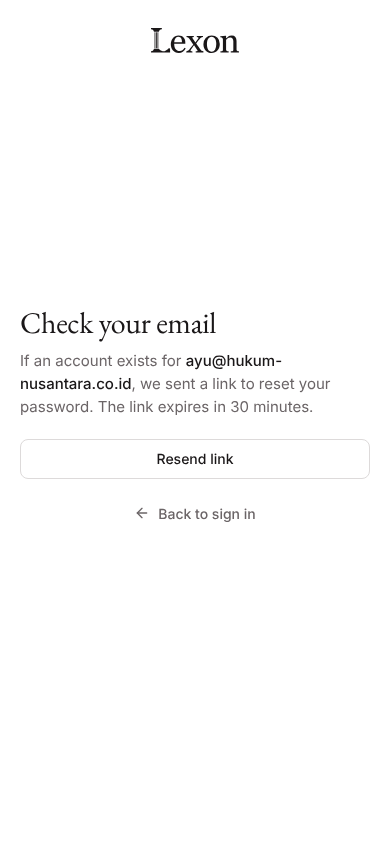 Lexon
Check your email
If an account exists for ayu@hukum-
nusantara.co.id, we sent a link to reset your
password. The link expires in 30 minutes.
Resend link
← Back to sign in